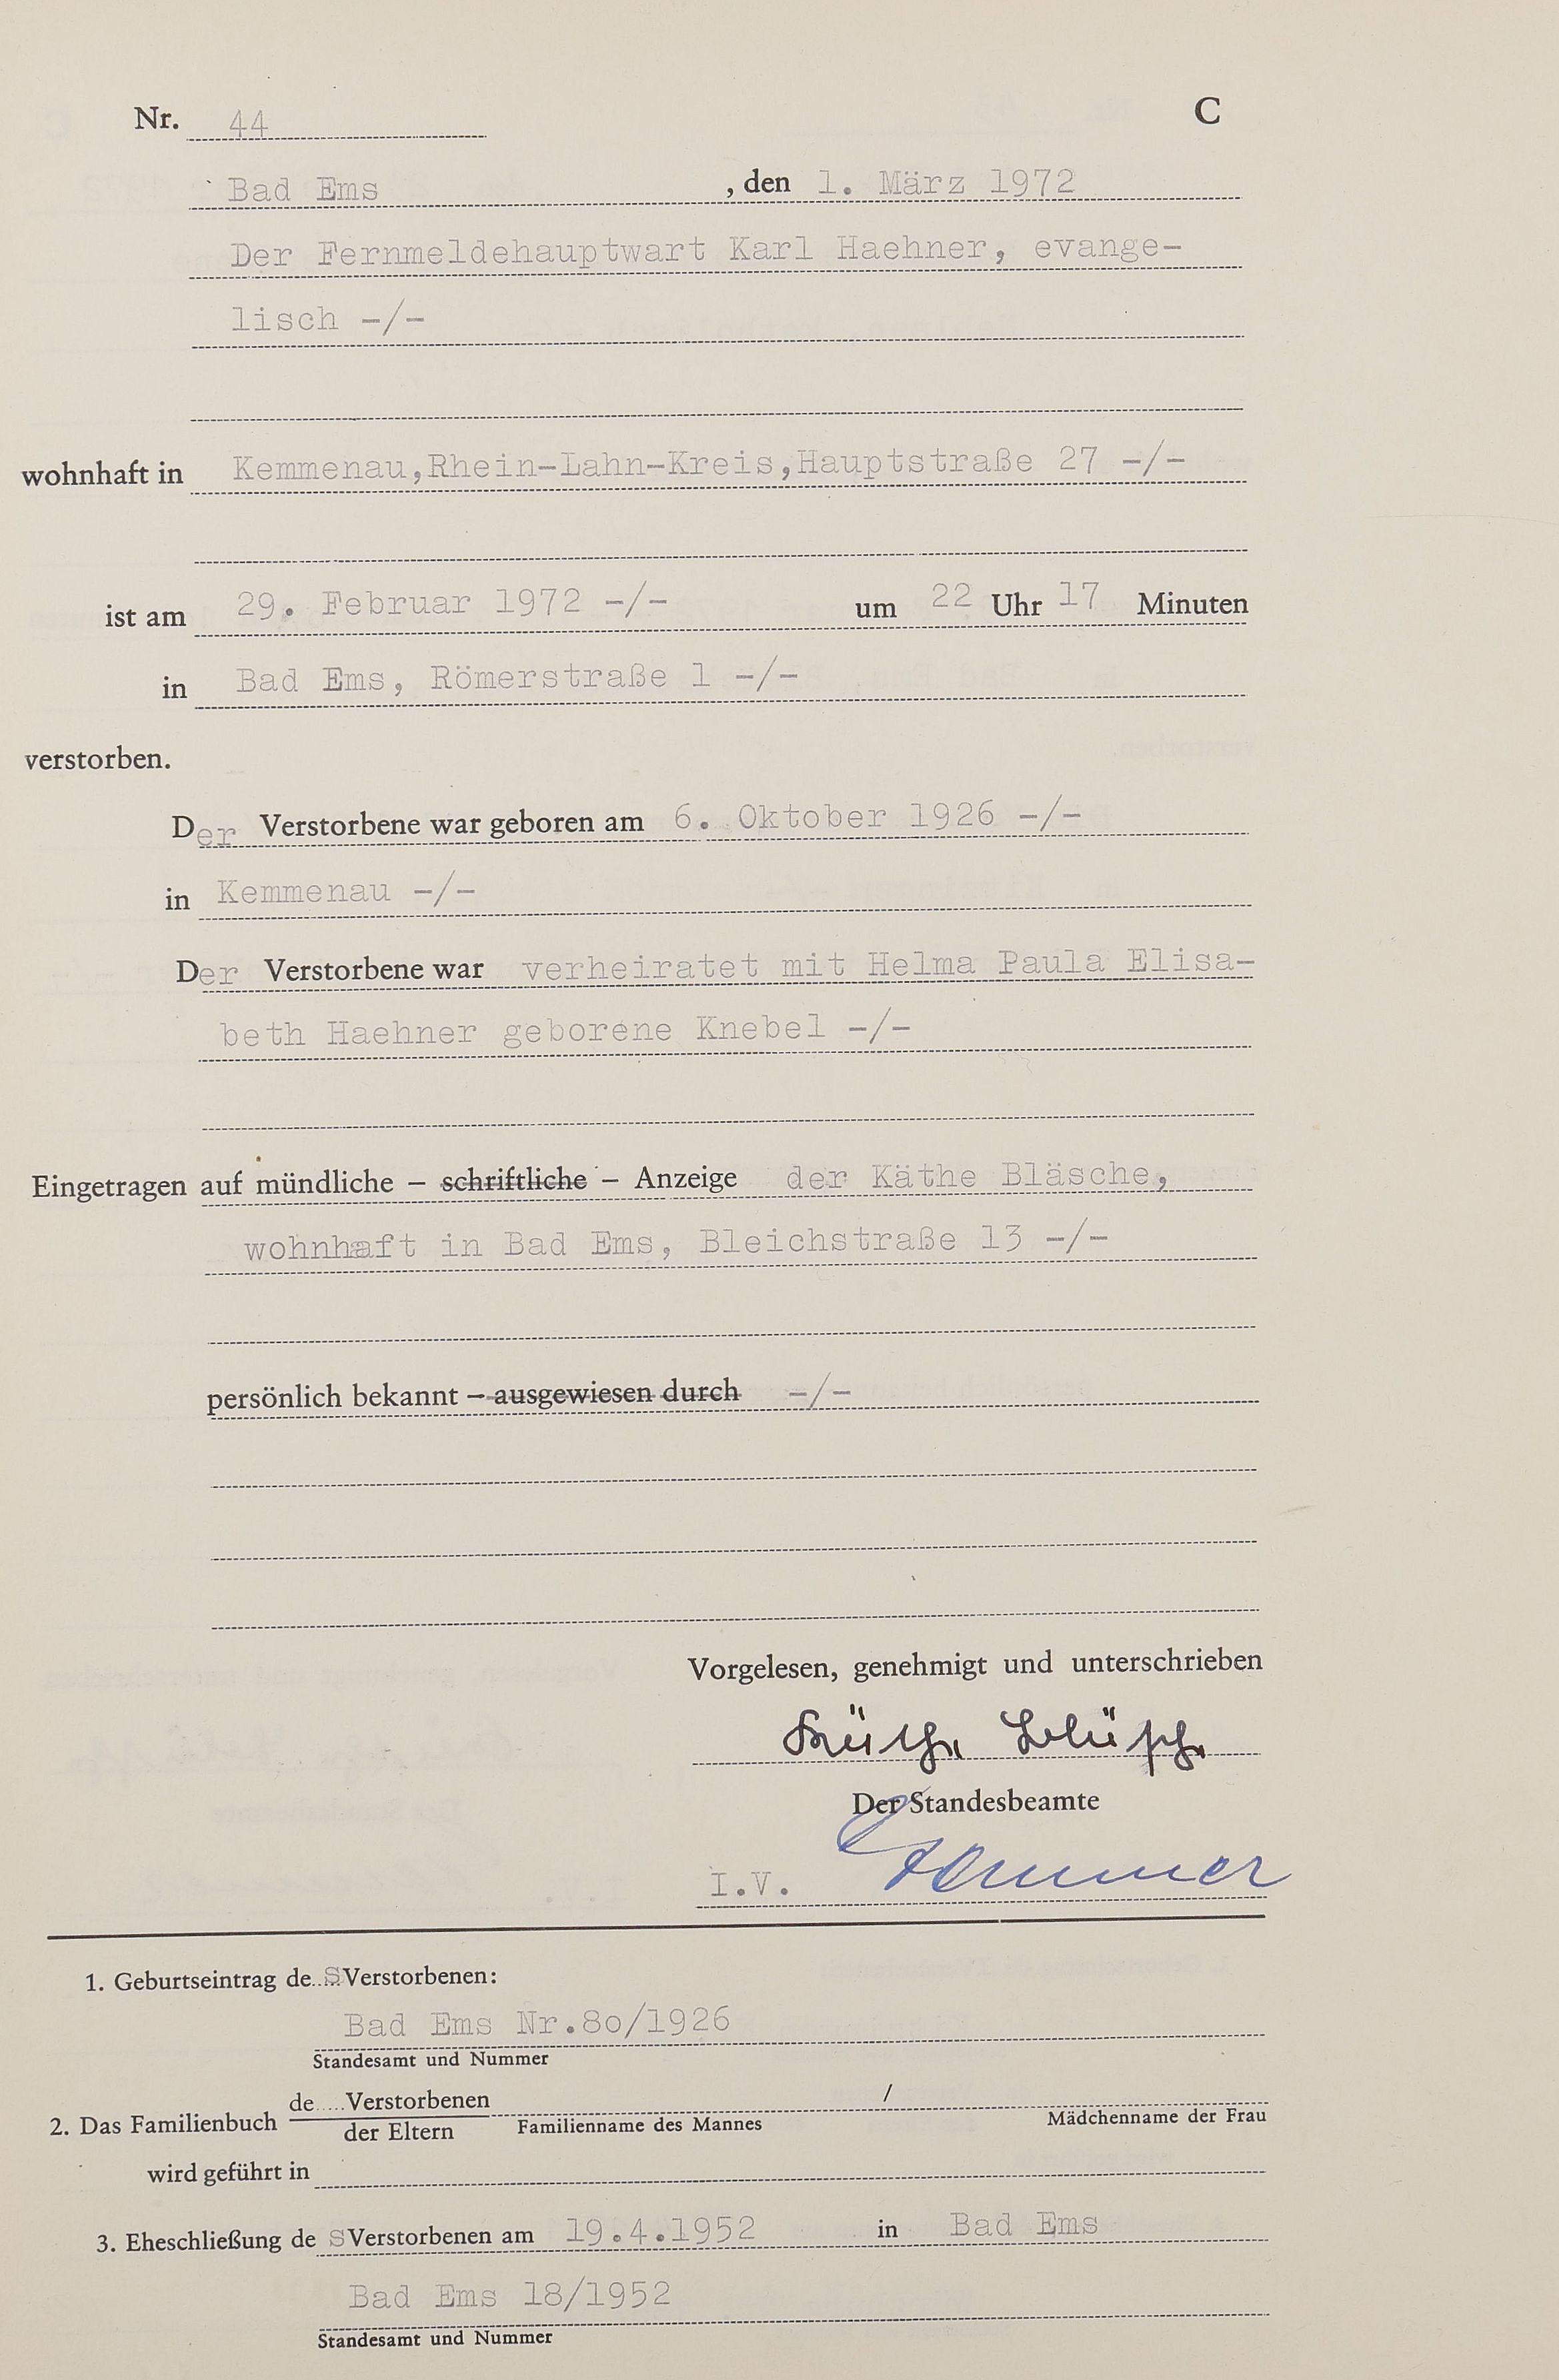 Nr. 44 C
Bad Ems , den 1. März 1972
Der Fernmeldehauptwart Karl Haehner, evange-
lisch -/-
wohnhaft in Kemmenau,Rhein-Lahn-Kreis,Hauptstraße 27 -/-
ist am 29. Februar 1972 -/- um 22 Uhr 17 Minuten
in Bad Ems, Römerstraße 1 -/-
verstorben.
Der Verstorbene war geboren am 6. Oktober 1926 -/-
in Kemmenau -/-
Der Verstorbene war verheiratet mit Helma Paula Elisa-
beth Haehner geborene Knebel -/-
Eingetragen auf mündliche – schriftliche – Anzeige der Käthe Bläsche,
wohnhaft in Bad Ems, Bleichstraße 13 -/-
persönlich bekannt – ausgewiesen durch -/-
Vorgelesen, genehmigt und unterschrieben
Käthe Bläsche
Der Standesbeamte
I.V.
1. Geburtseintrag des Verstorbenen:
Bad Ems Nr.80/1926
Standesamt und Nummer
de.....Verstorbenen /
2. Das Familienbuch der Eltern Familienname des Mannes Mädchenname der Frau
wird geführt in
3. Eheschließung des Verstorbenen am 19.4.1952 in Bad Ems
Bad Ems 18/1952
Standesamt und Nummer